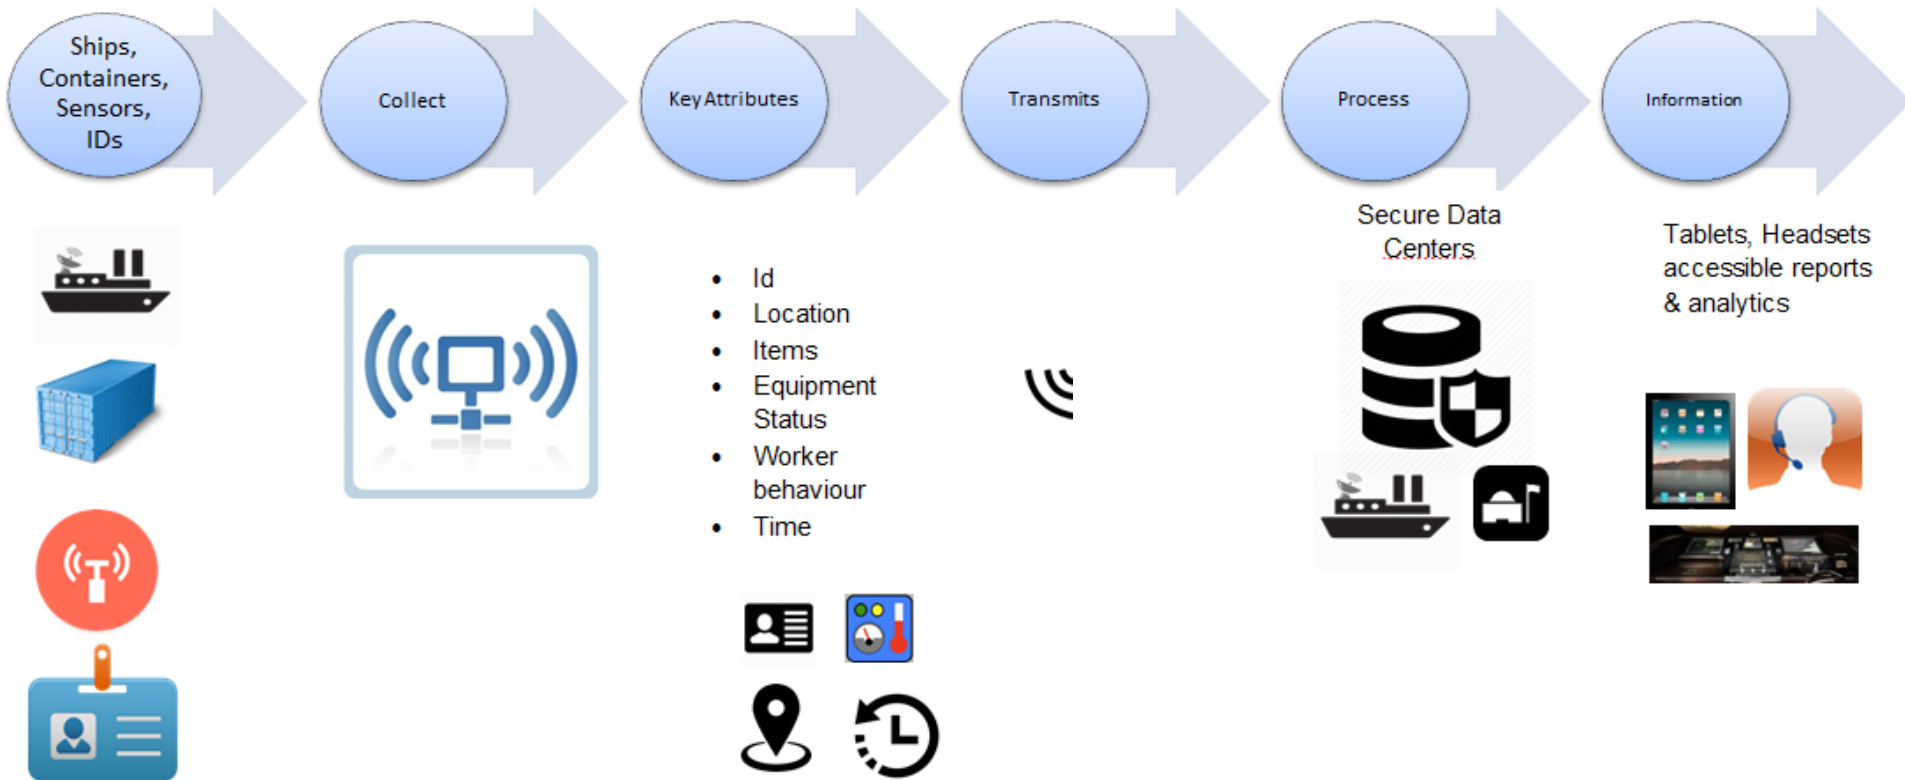 Ships,
Containers,
Sensors,
IDs
Collect
Key Attributes
Transmits
Process
Information
Secure Data
Centers
Tablets, Headsets
accessible reports
& analytics
• Id
• Location
• Items
• Equipment
Status
• Worker
behaviour
• Time